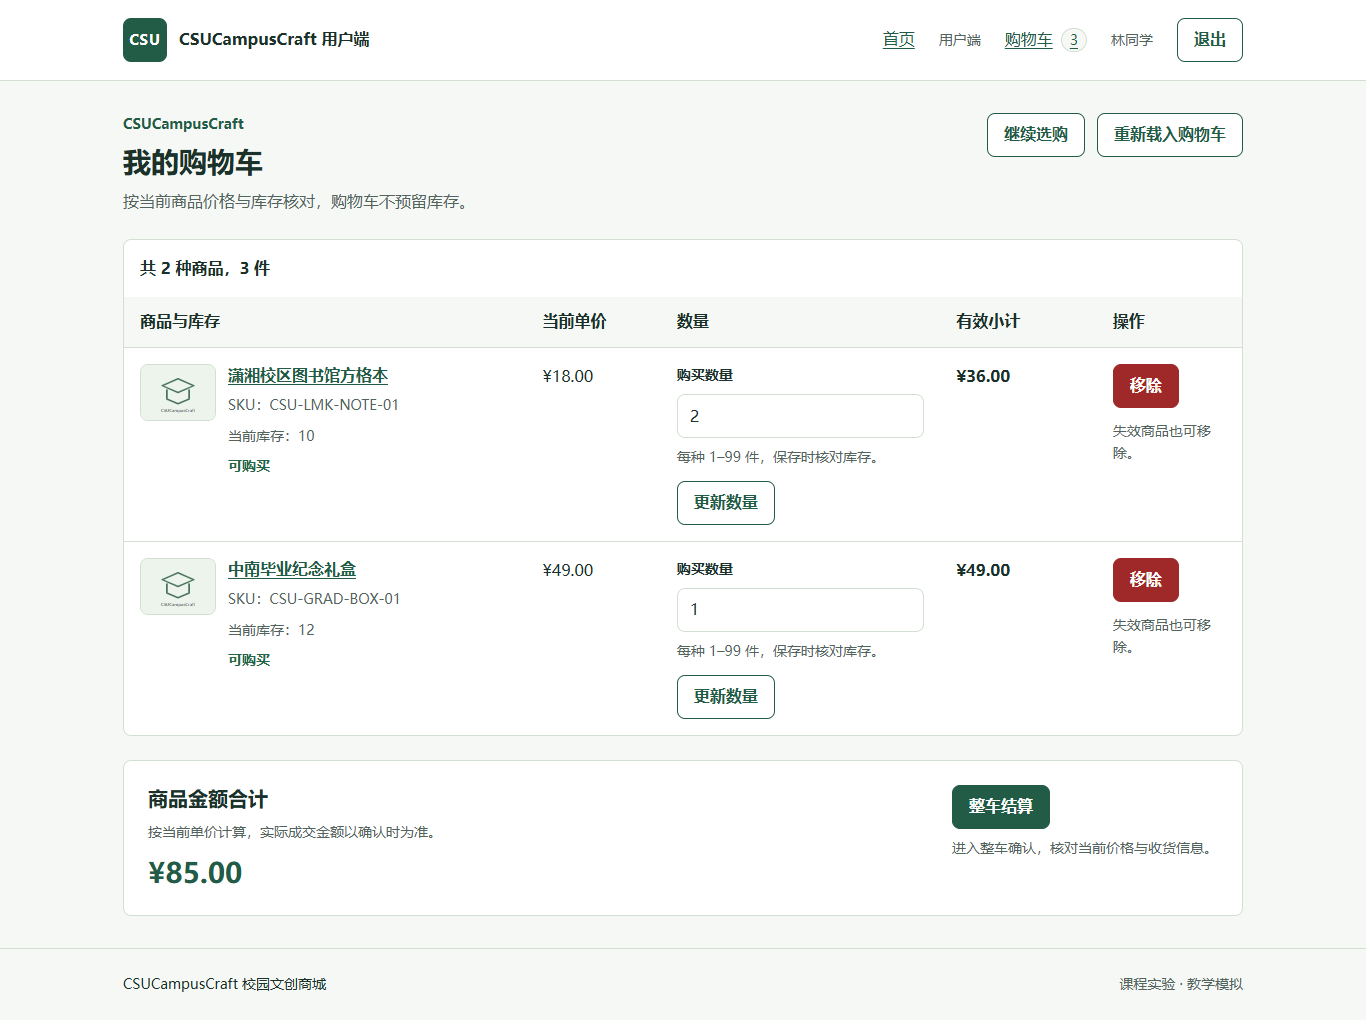 CSU
CSUCampusCraft 用户端
首页
用户端
购物车 3
林同学
退出
CSUCampusCraft
我的购物车
按当前商品价格与库存核对，购物车不预留库存。
继续选购
重新载入购物车
共 2 种商品，3 件
商品与库存
当前单价
数量
有效小计
操作
CSUCampusCraft
潇湘校区图书馆方格本
SKU：CSU-LMK-NOTE-01
当前库存：10
可购买
¥18.00
购买数量
2
每种 1–99 件，保存时核对库存。
更新数量
¥36.00
移除
失效商品也可移
除。
CSUCampusCraft
中南毕业纪念礼盒
SKU：CSU-GRAD-BOX-01
当前库存：12
可购买
¥49.00
购买数量
1
每种 1–99 件，保存时核对库存。
更新数量
¥49.00
移除
失效商品也可移
除。
商品金额合计
按当前单价计算，实际成交金额以确认时为准。
¥85.00
整车结算
进入整车确认，核对当前价格与收货信息。
CSUCampusCraft 校园文创商城
课程实验 · 教学模拟